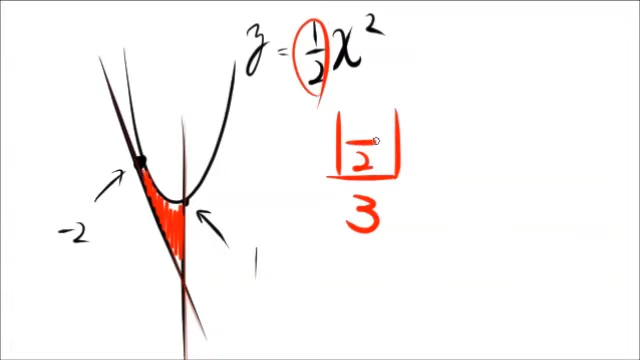 y = 1/2 x²
|—/2|
3
-2
1